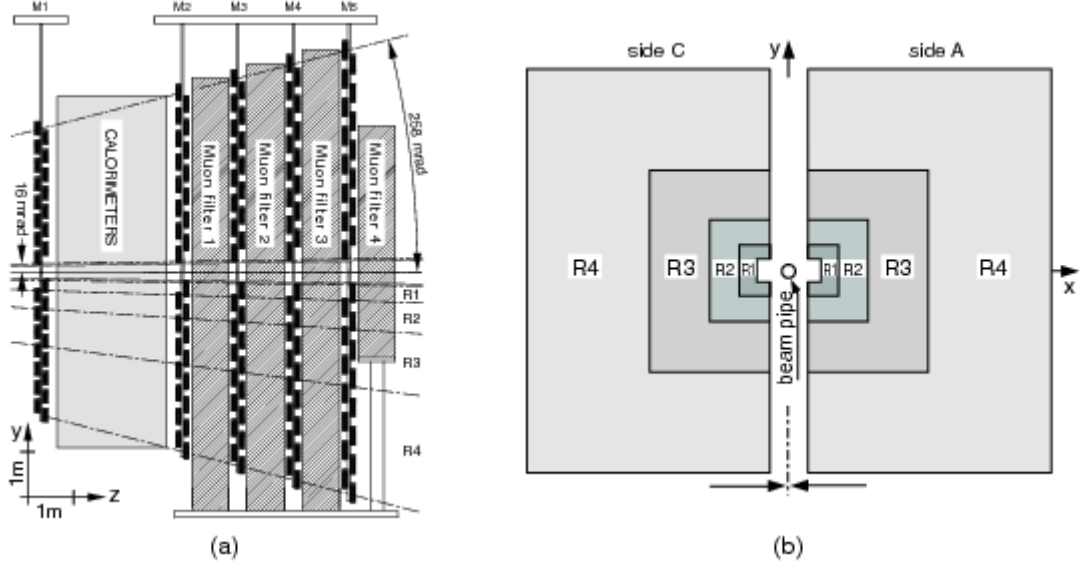 M1 M2 M3 M4 M5
CALORIMETERS
Muon filter 1
Muon filter 2
Muon filter 3
Muon filter 4
258 mrad
16 mrad
R1
R2
R3
R4
y
1m
z
1m
(a)
side C y side A
R4 R3 R2 R1 R1 R2 R3 R4
x
beam pipe
(b)